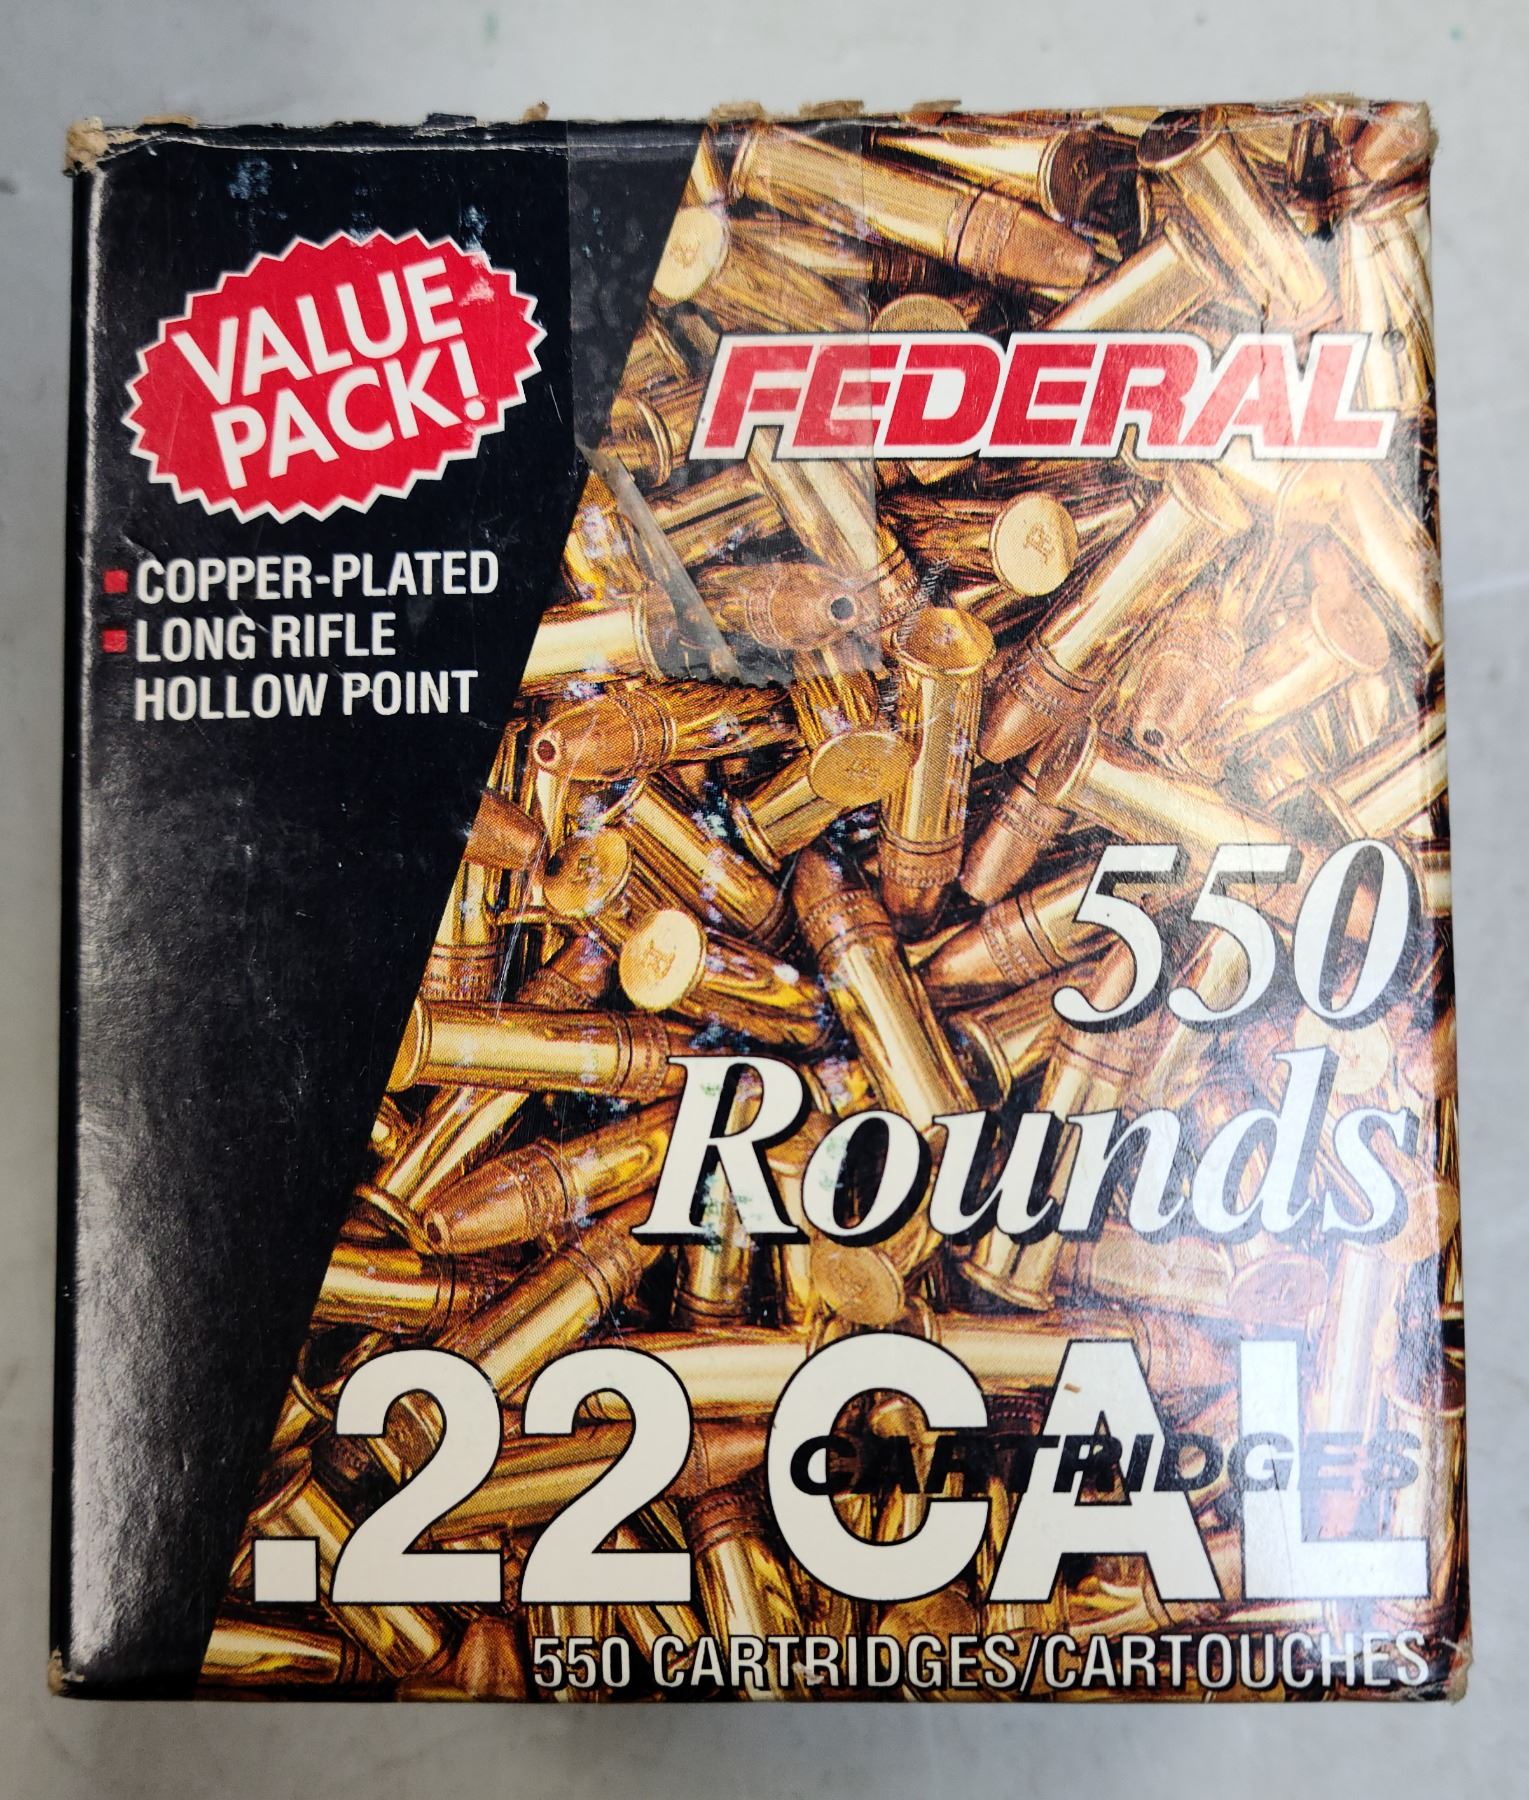 VALUE
PACK!
COPPER-PLATED
LONG RIFLE
HOLLOW POINT
FEDERAL
550
Rounds
.22 CAL
CARTRIDGES
550 CARTRIDGES/CARTOUCHES